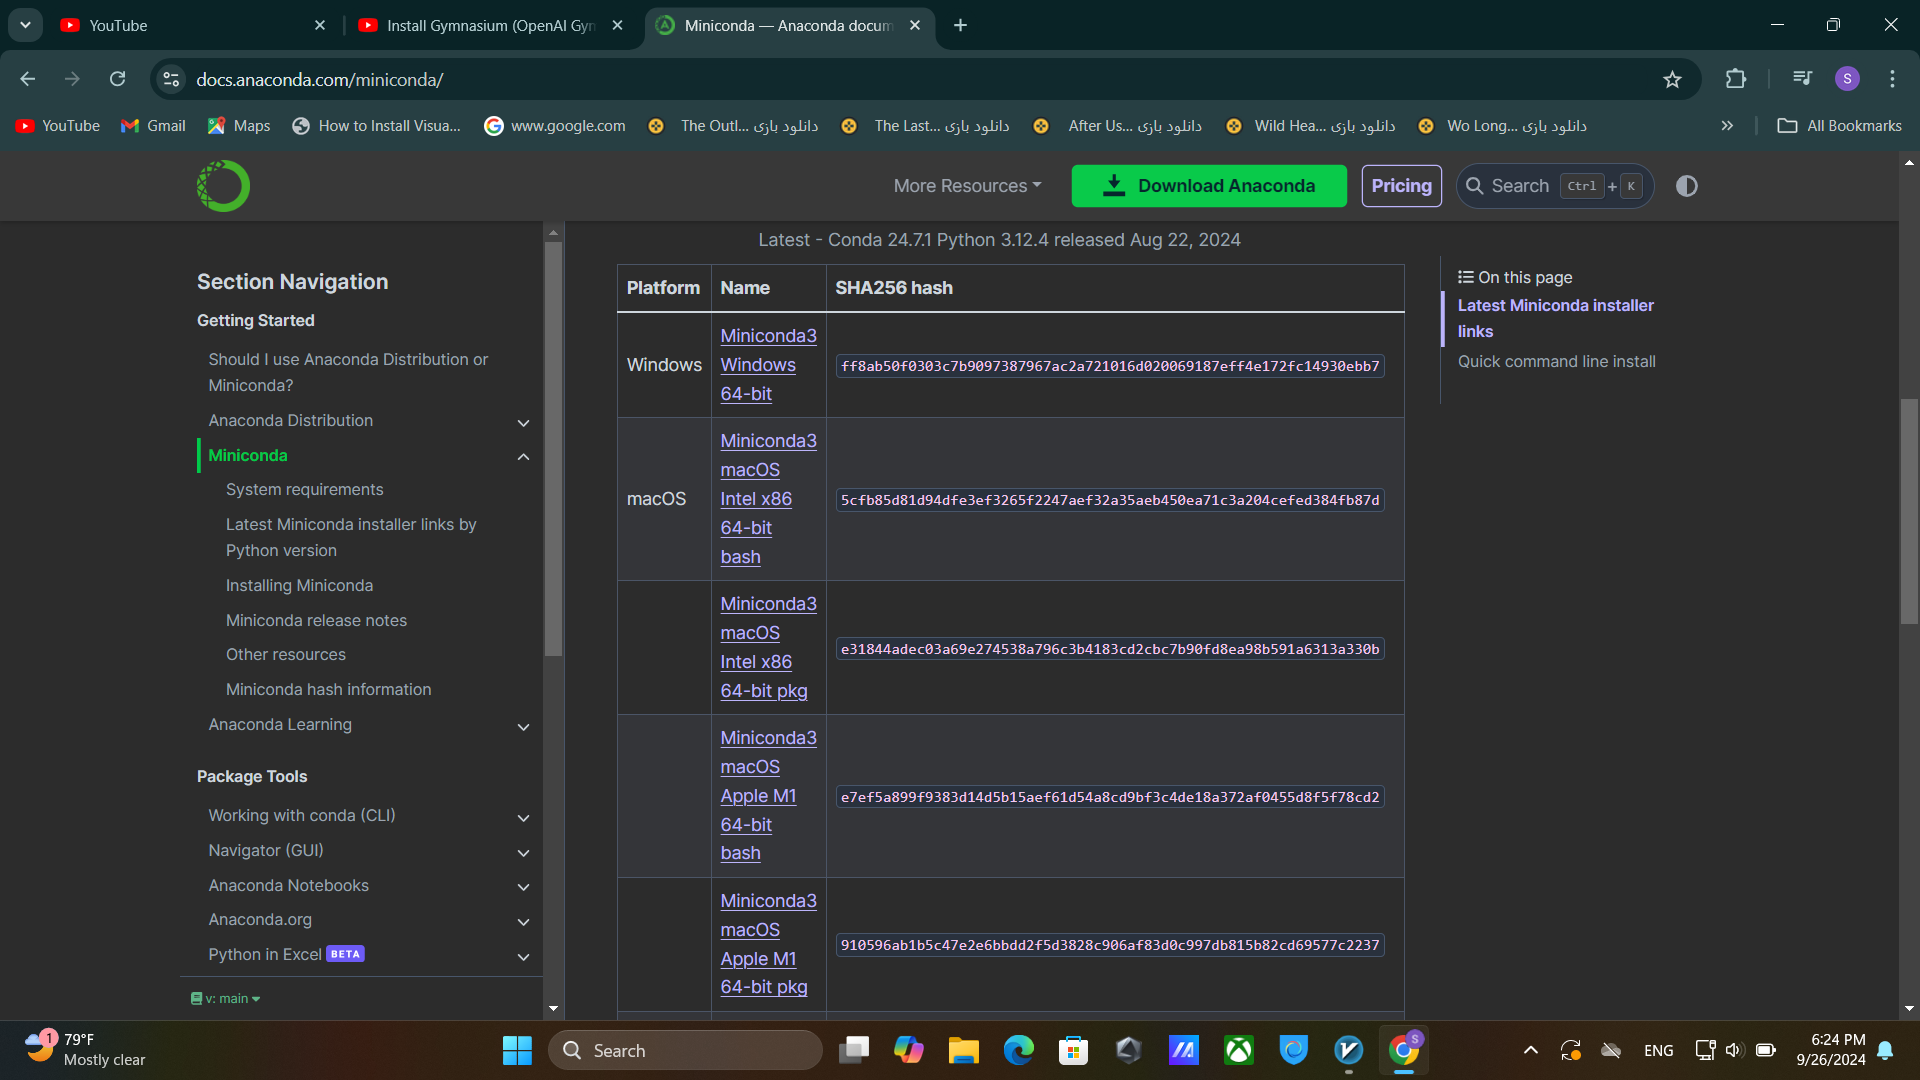 YouTube
Install Gymnasium (OpenAI Gyn
Miniconda — Anaconda docum
docs.anaconda.com/miniconda/
S
YouTube
Gmail
Maps
How to Install Visua...
www.google.com
The Outl... دانلود بازی
The Last... دانلود بازی
After Us... دانلود بازی
Wild Hea... دانلود بازی
Wo Long... دانلود بازی
All Bookmarks
More Resources
Download Anaconda
Pricing
Search Ctrl + K
Section Navigation
Getting Started
Should I use Anaconda Distribution or
Miniconda?
Anaconda Distribution
Miniconda
System requirements
Latest Miniconda installer links by
Python version
Installing Miniconda
Miniconda release notes
Other resources
Miniconda hash information
Anaconda Learning
Package Tools
Working with conda (CLI)
Navigator (GUI)
Anaconda Notebooks
Anaconda.org
Python in Excel BETA
v: main
Latest - Conda 24.7.1 Python 3.12.4 released Aug 22, 2024
Platform
Name
SHA256 hash
Windows
Miniconda3
Windows
64-bit
ff8ab50f0303c7b9097387967ac2a721016d020069187eff4e172fc14930ebb7
macOS
Miniconda3
macOS
Intel x86
64-bit
bash
5cfb85d81d94dfe3ef3265f2247aef32a35aeb450ea71c3a204cefed384fb87d
Miniconda3
macOS
Intel x86
64-bit pkg
e31844adec03a69e274538a796c3b4183cd2cbc7b90fd8ea98b591a6313a330b
Miniconda3
macOS
Apple M1
64-bit
bash
e7ef5a899f9383d14d5b15aef61d54a8cd9bf3c4de18a372af0455d8f5f78cd2
Miniconda3
macOS
Apple M1
64-bit pkg
910596ab1b5c47e2e6bbdd2f5d3828c906af83d0c997db815b82cd69577c2237
On this page
Latest Miniconda installer
links
Quick command line install
1
79°F
Mostly clear
Search
S
ENG
6:24 PM
9/26/2024